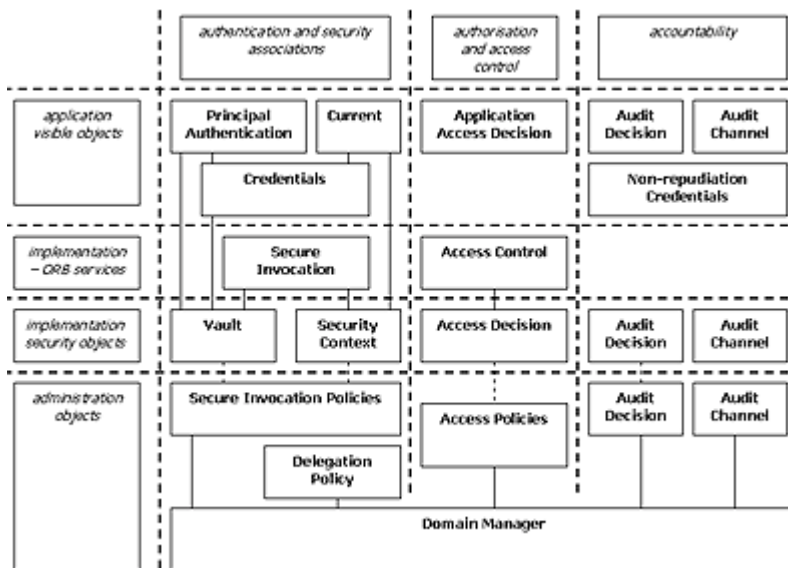 authentication and security
associations
authorisation
and access
control
accountability
application
visible objects
Principal
Authentication
Current
Application
Access Decision
Audit
Decision
Audit
Channel
Credentials
Non-repudiation
Credentials
implementation
– ORB services
Secure
Invocation
Access Control
implementation
security objects
Vault
Security
Context
Access Decision
Audit
Decision
Audit
Channel
administration
objects
Secure Invocation Policies
Access Policies
Audit
Decision
Audit
Channel
Delegation
Policy
Domain Manager